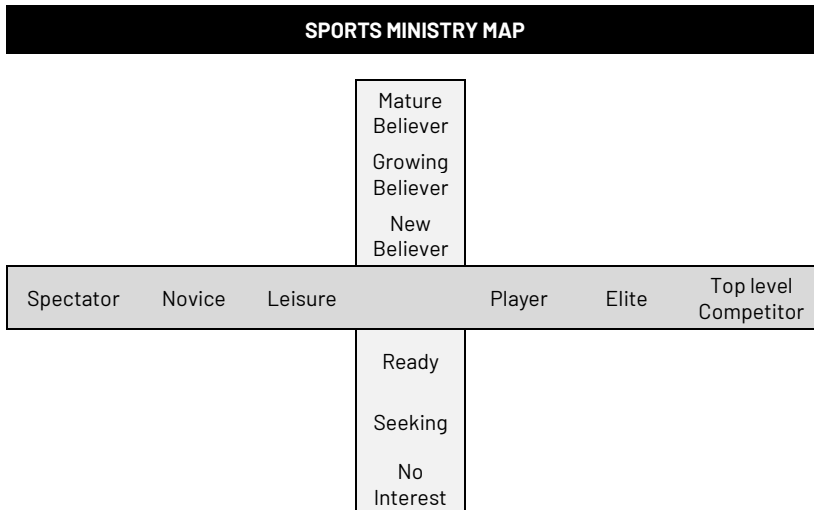 SPORTS MINISTRY MAP
Mature
Believer
Growing
Believer
New
Believer
Spectator Novice Leisure Player Elite Top level
Competitor
Ready
Seeking
No
Interest